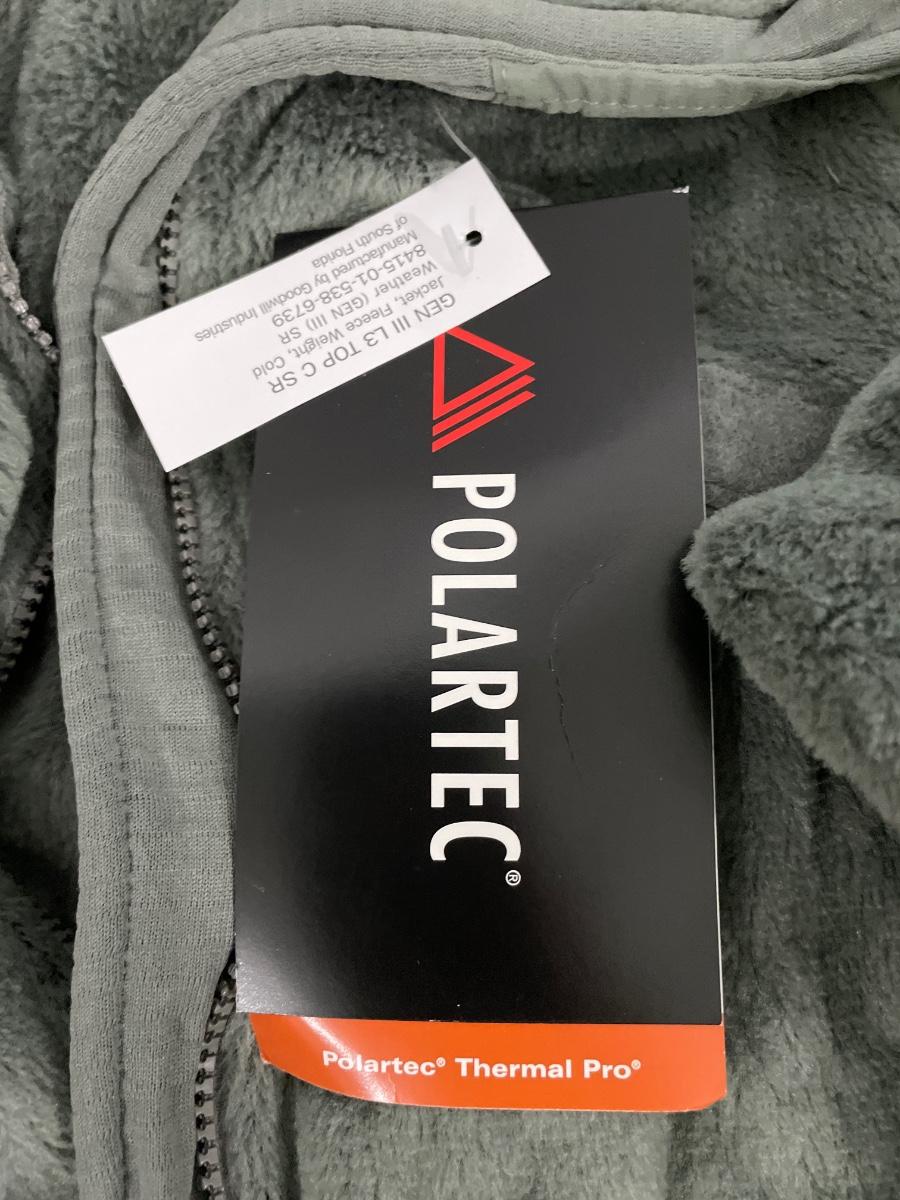 GEN III L3 TOP C SR
Jacket, Fleece Weight, Cold
Weather (GEN III) SR
8415-01-538-6739
Manufactured by Goodwill Industries
of South Florida
POLARTEC®
Polartec® Thermal Pro®